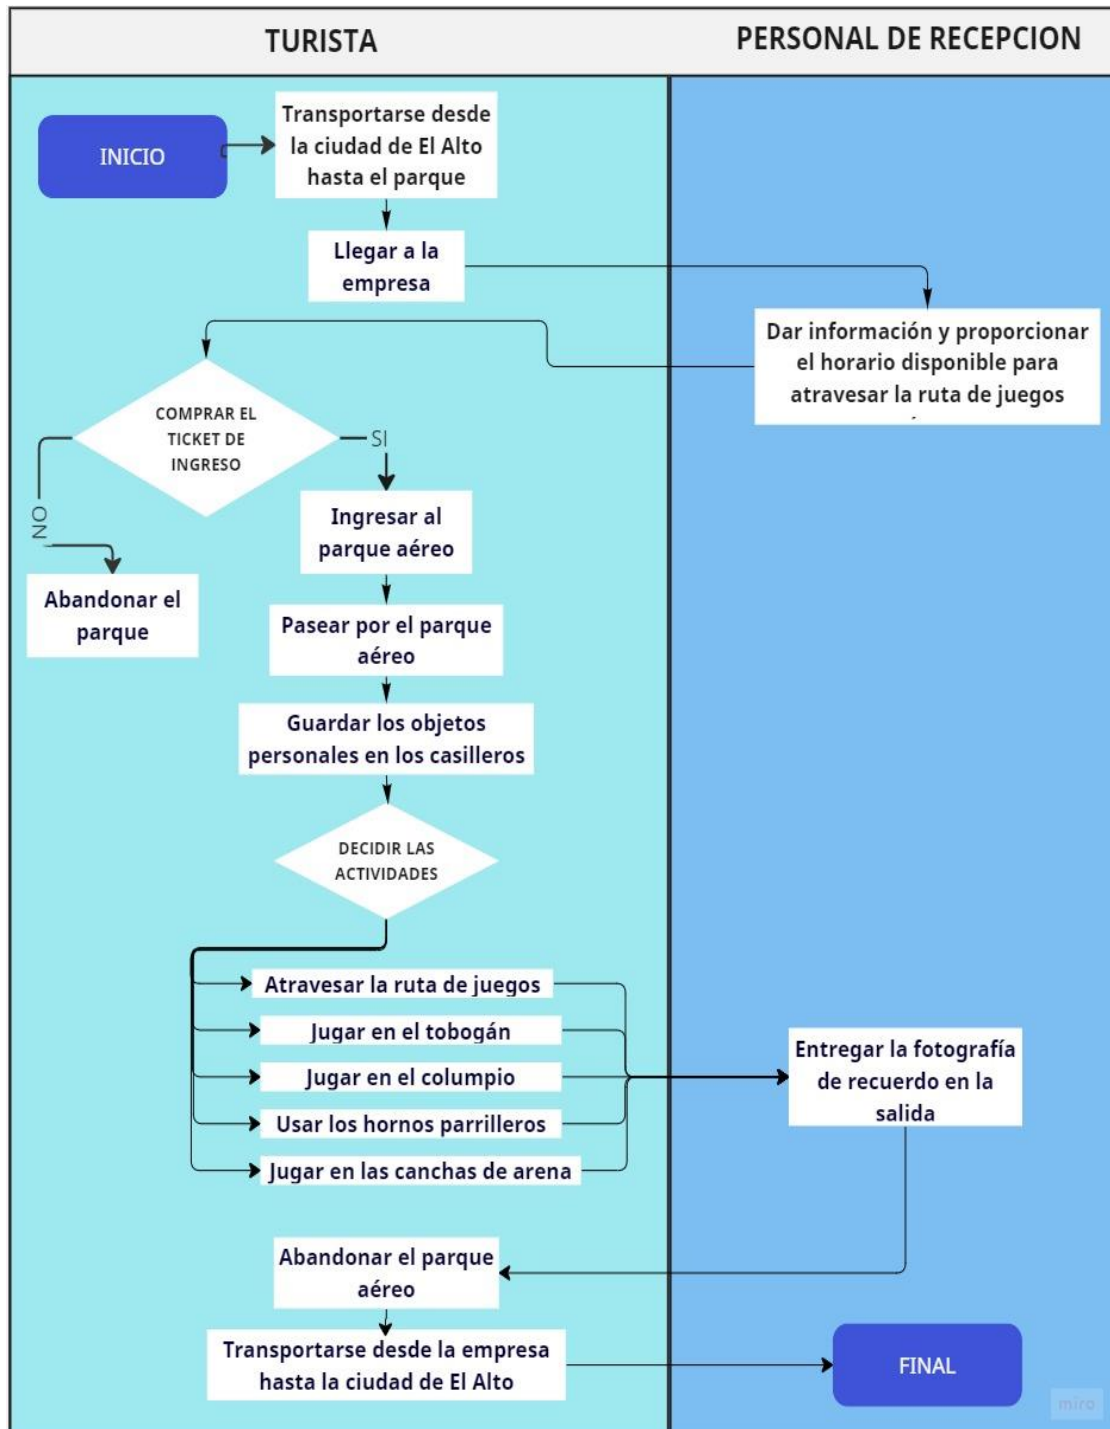 TURISTA
PERSONAL DE RECEPCION
INICIO
Transportarse desde
la ciudad de El Alto
hasta el parque
Llegar a la
empresa
Dar información y proporcionar
el horario disponible para
atravesar la ruta de juegos
COMPRAR EL
TICKET DE
INGRESO
SI
NO
Ingresar al
parque aéreo
Abandonar el
parque
Pasear por el parque
aéreo
Guardar los objetos
personales en los casilleros
DECIDIR LAS
ACTIVIDADES
Atravesar la ruta de juegos
Jugar en el tobogán
Jugar en el columpio
Usar los hornos parrilleros
Jugar en las canchas de arena
Entregar la fotografía
de recuerdo en la
salida
Abandonar el parque
aéreo
Transportarse desde la empresa
hasta la ciudad de El Alto
FINAL
miro